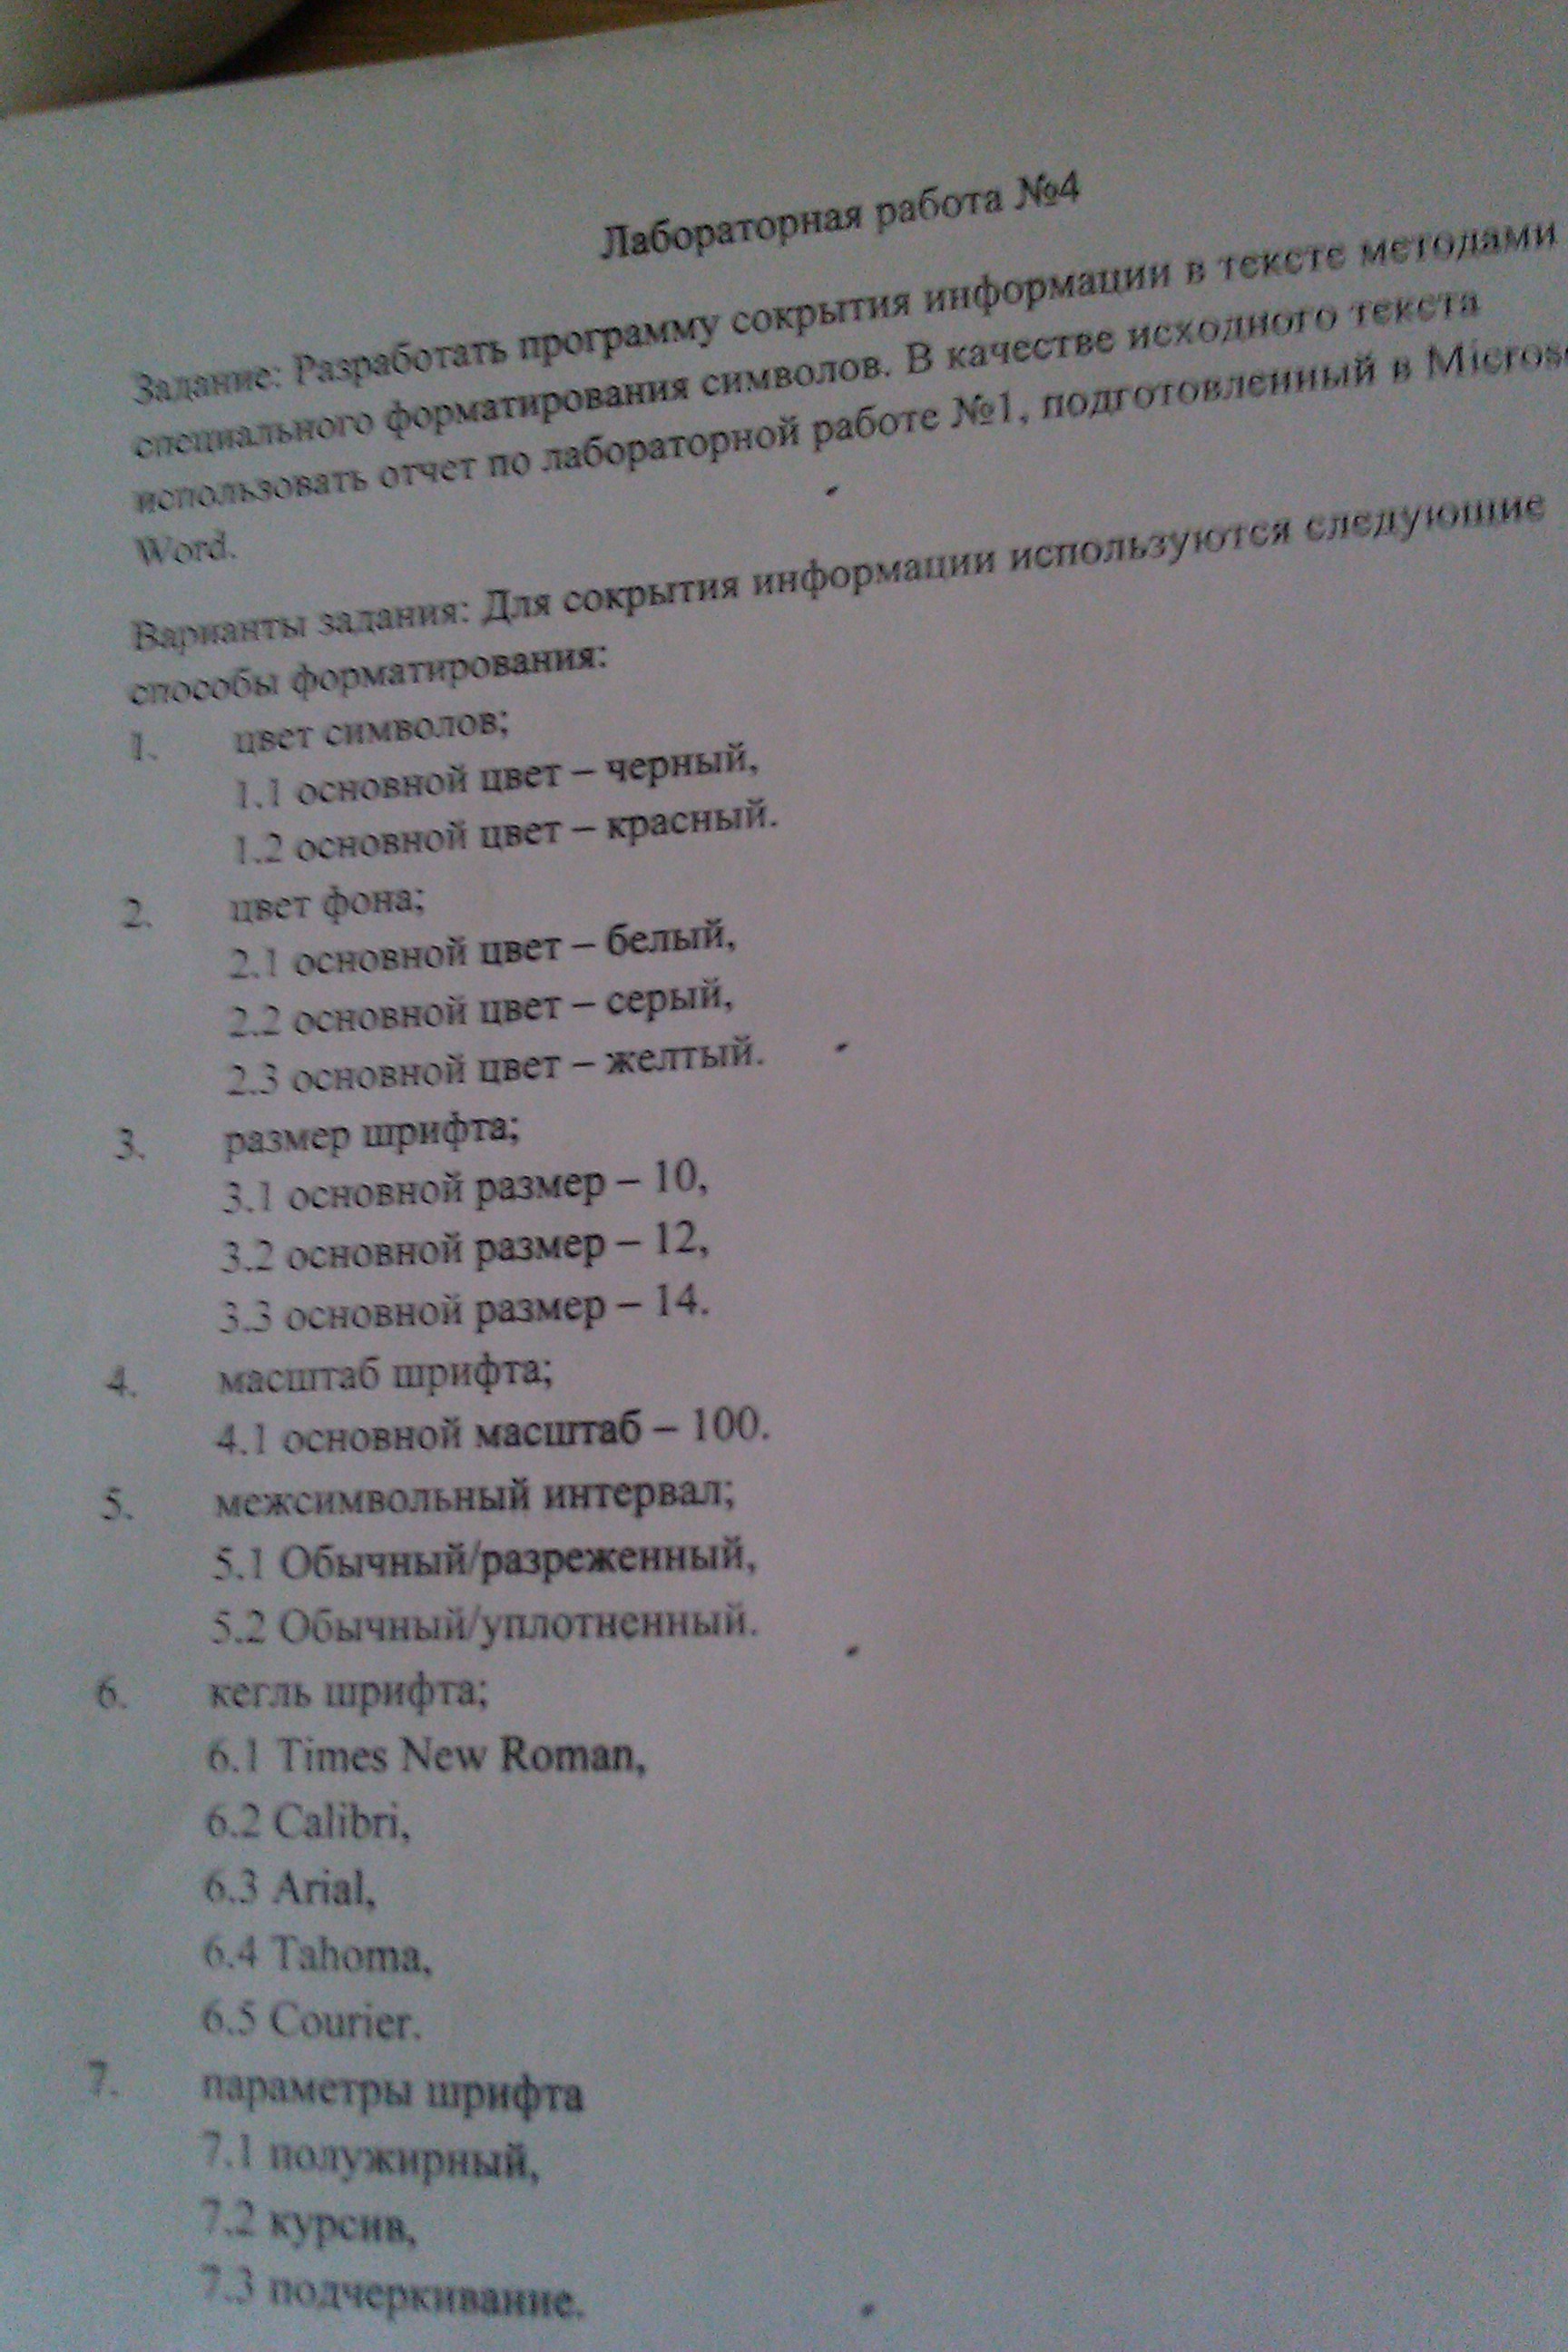 Лабораторная работа №4
Задание: Разработать программу сокрытия информации в тексте методами
специального форматирования символов. В качестве исходного текста
использовать отчет по лабораторной работе №1, подготовленный в Microso
Word.
Варианты задания: Для сокрытия информации используются следующие
способы форматирования:
1. цвет символов;
1.1 основной цвет – черный,
1.2 основной цвет – красный.
2. цвет фона;
2.1 основной цвет – белый,
2.2 основной цвет – серый,
2.3 основной цвет – желтый.
3. размер шрифта;
3.1 основной размер – 10,
3.2 основной размер – 12,
3.3 основной размер – 14.
4. масштаб шрифта;
4.1 основной масштаб – 100.
5. межсимвольный интервал;
5.1 Обычный/разреженный,
5.2 Обычный/уплотненный.
6. кегль шрифта;
6.1 Times New Roman,
6.2 Calibri,
6.3 Arial,
6.4 Tahoma,
6.5 Courier.
7. параметры шрифта
7.1 полужирный,
7.2 курсив,
7.3 подчеркивание.